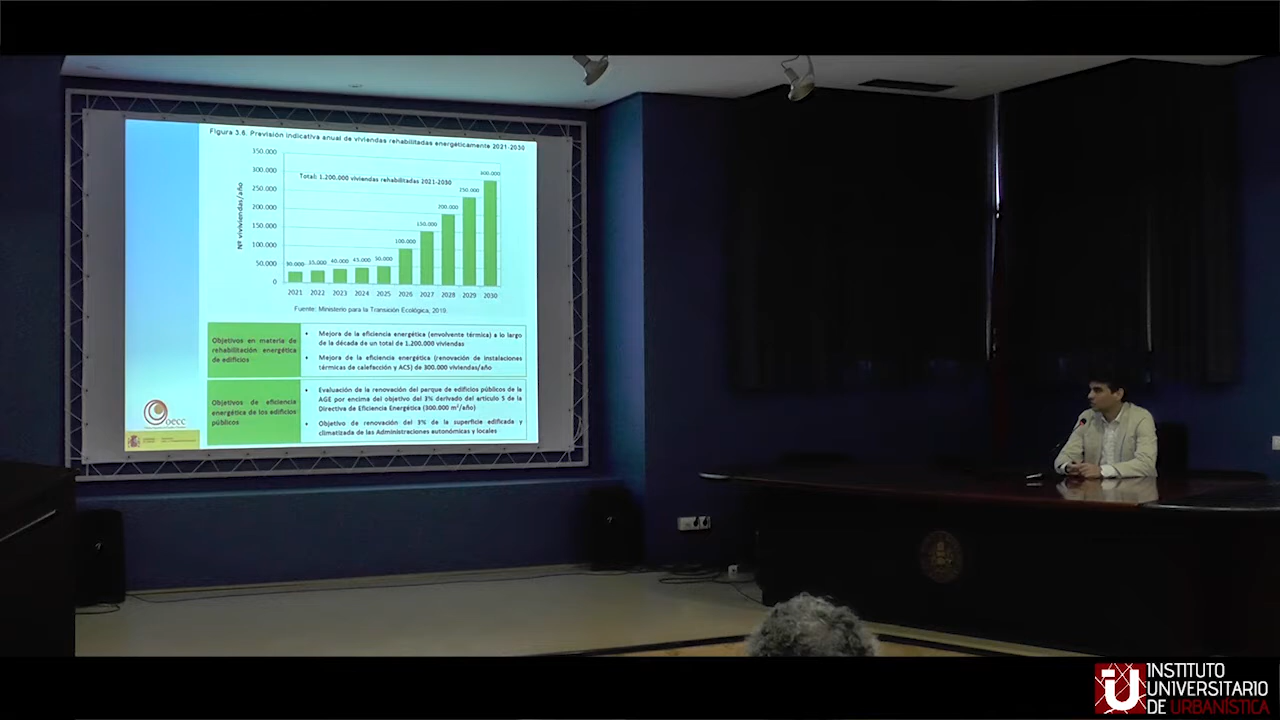 Figura 3.6. Previsión indicativa anual de viviendas rehabilitadas energéticamente 2021-2030
350.000
300.000
250.000
200.000
150.000
100.000
50.000
0
Nº viviviendas/año
Total: 1.200.000 viviendas rehabilitadas 2021-2030
30.000
35.000
40.000
45.000
50.000
100.000
150.000
200.000
250.000
300.000
2021 2022 2023 2024 2025 2026 2027 2028 2029 2030
Fuente: Ministerio para la Transición Ecológica, 2019.
Objetivos en materia de
rehabilitación energética
de edificios
• Mejora de la eficiencia energética (envolvente térmica) a lo largo
de la década de un total de 1.200.000 viviendas
• Mejora de la eficiencia energética (renovación de instalaciones
térmicas de calefacción y ACS) de 300.000 viviendas/año
Objetivos de eficiencia
energética de los edificios
públicos
• Evaluación de la renovación del parque de edificios públicos de la
AGE por encima del objetivo del 3% derivado del artículo 5 de la
Directiva de Eficiencia Energética (300.000 m²/año)
• Objetivo de renovación del 3% de la superficie edificada y
climatizada de las Administraciones autonómicas y locales
oecc
INSTITUTO
UNIVERSITARIO
DE URBANÍSTICA